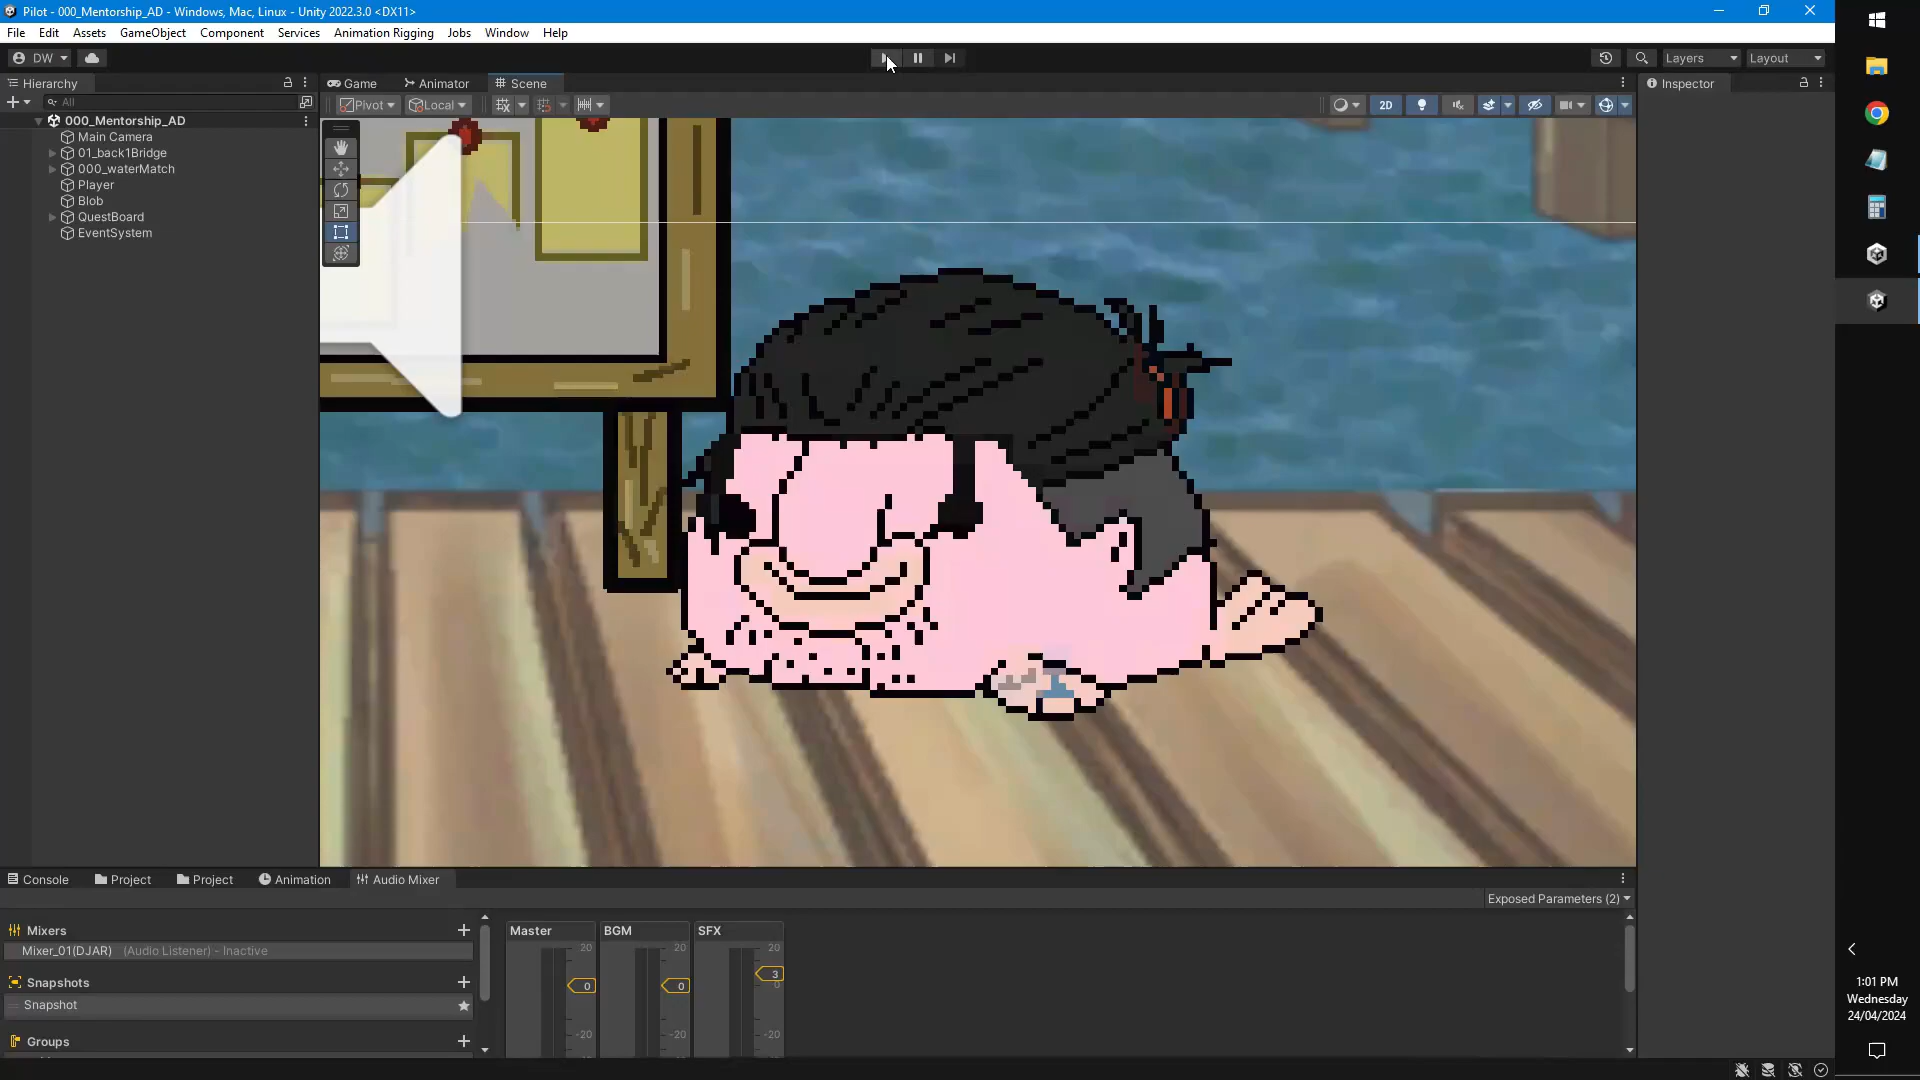 Pilot - 000_Mentorship_AD - Windows, Mac, Linux - Unity 2022.3.0 <DX11>
File Edit Assets GameObject Component Services Animation Rigging Jobs Window Help
DW Layers Layout
Hierarchy Game Animator Scene Inspector
All Pivot Local 2D
000_Mentorship_AD
Main Camera
01_back1Bridge
000_waterMatch
Player
Blob
QuestBoard
EventSystem
Console Project Project Animation Audio Mixer
Exposed Parameters (2)
Mixers
Mixer_01(DJAR) (Audio Listener) - Inactive
Snapshots
Snapshot
Groups
Master BGM SFX
20 20 20
0 0 3
0
-20 -20 -20
1:01 PM
Wednesday
24/04/2024